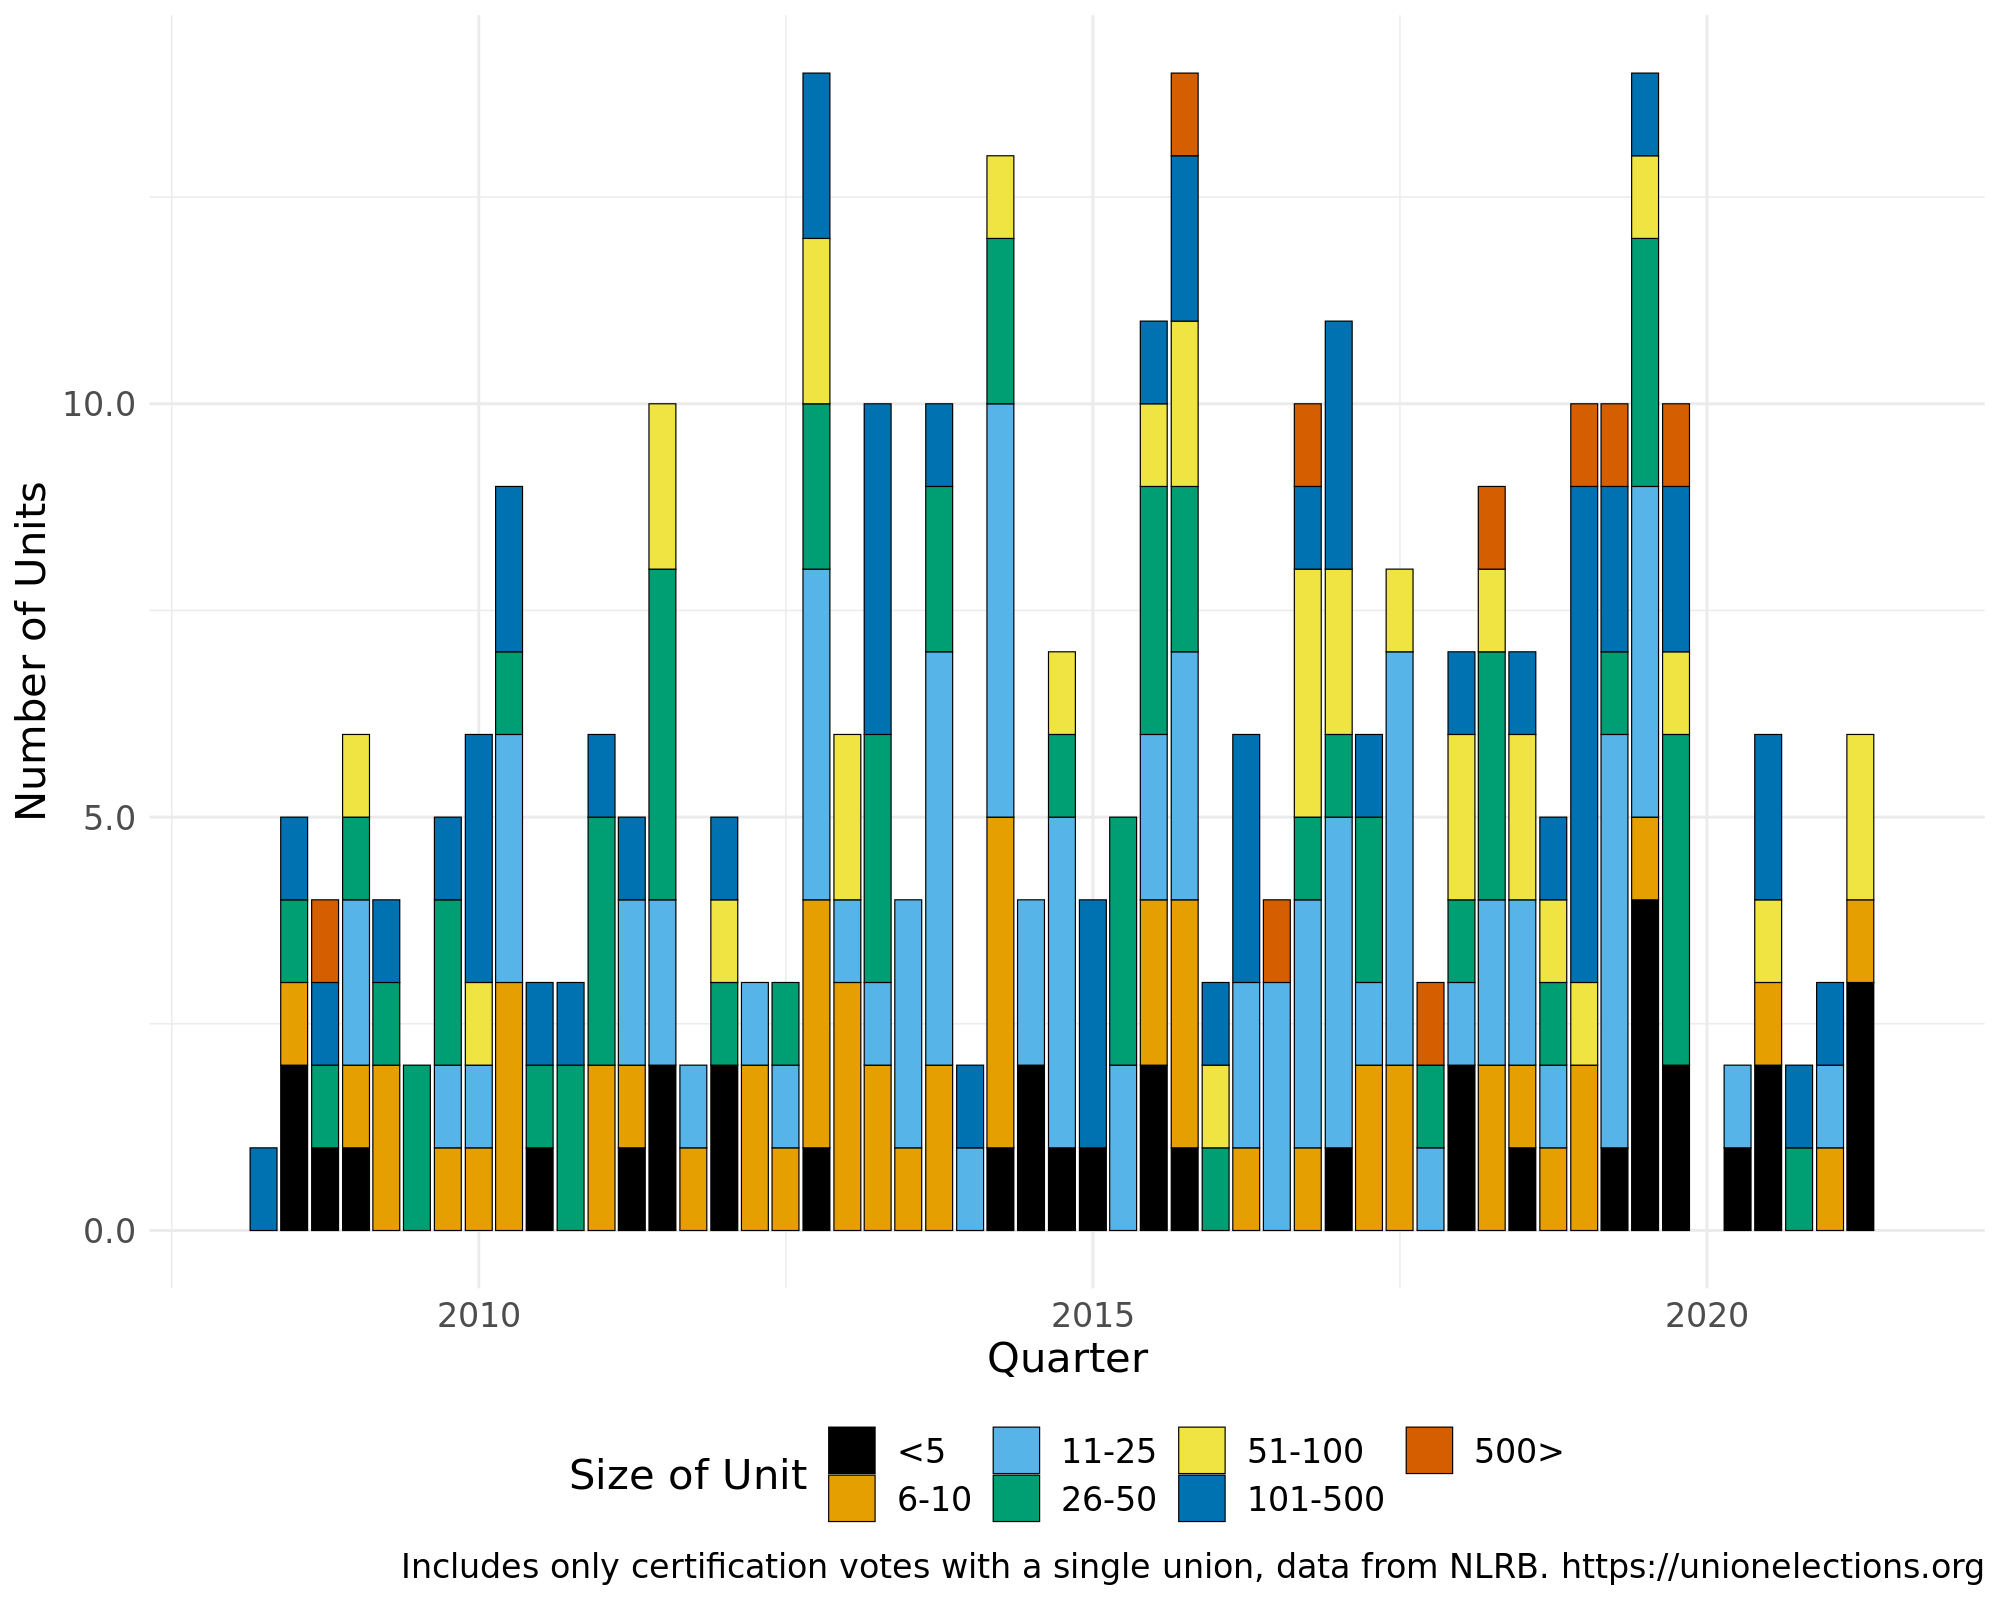 Number of Units
10.0
5.0
0.0
2010 2015 2020
Quarter
Size of Unit
<5 11-25 51-100 500>
6-10 26-50 101-500
Includes only certification votes with a single union, data from NLRB. https://unionelections.org